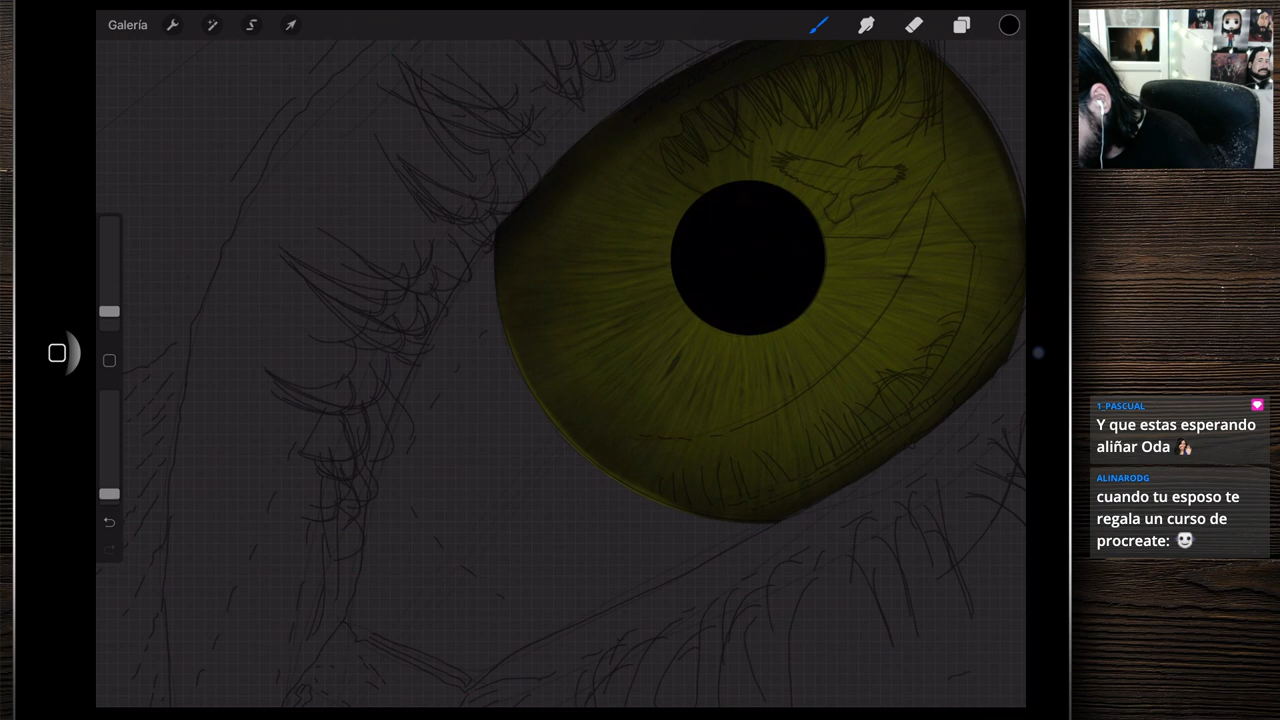 Galería
1_PASCUAL
Y que estas esperando
aliñar Oda
ALINARODG
cuando tu esposo te
regala un curso de
procreate: